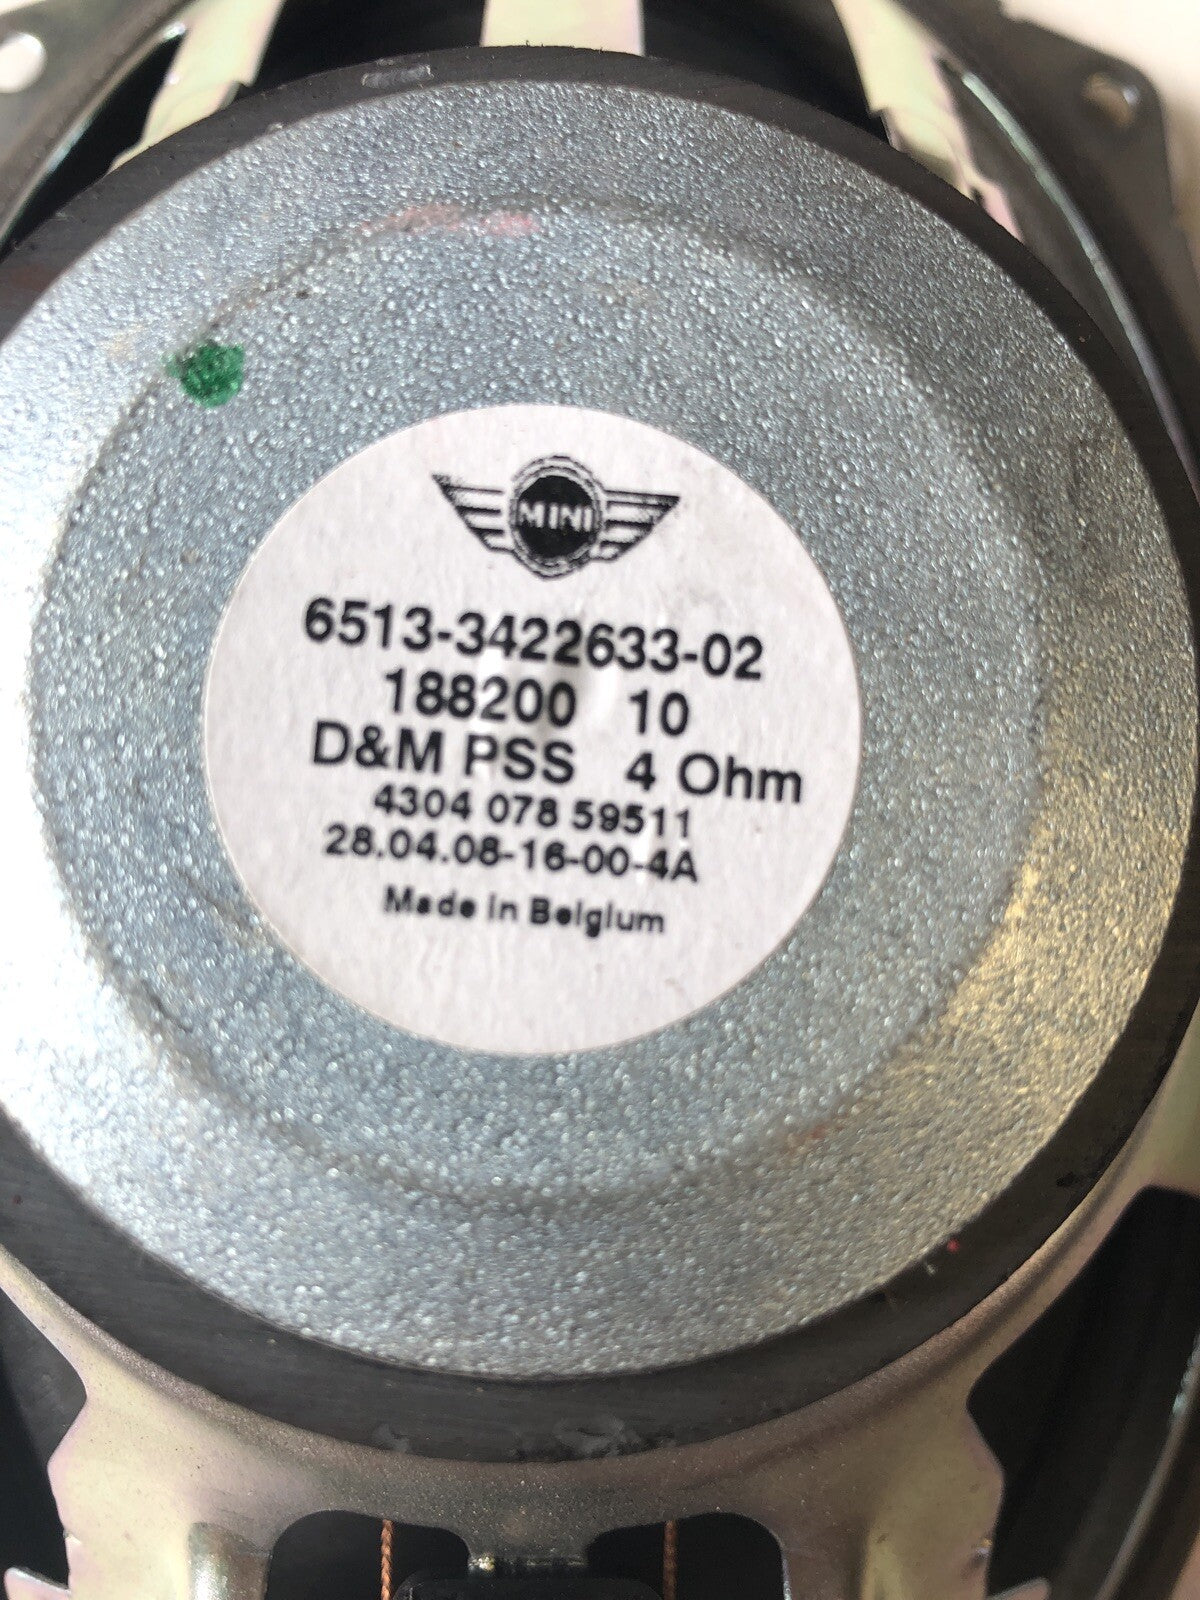 MINI
6513-3422633-02
188200 10
D&M PSS 4 Ohm
4304 078 59511
28.04.08-16-00-4A
Made in Belgium